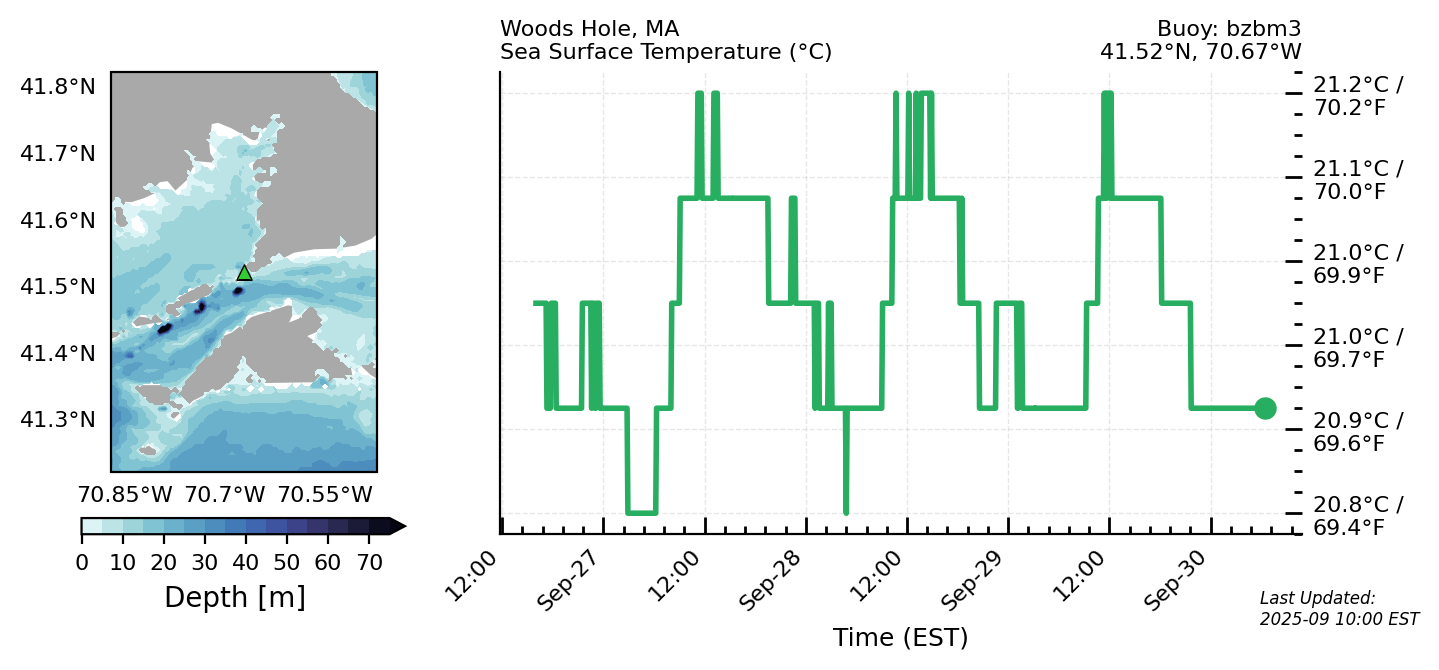 Woods Hole, MA
Sea Surface Temperature (°C)
Buoy: bzbm3
41.52°N, 70.67°W
41.8°N
41.7°N
41.6°N
41.5°N
41.4°N
41.3°N
70.85°W 70.7°W 70.55°W
0 10 20 30 40 50 60 70
Depth [m]
21.2°C /
70.2°F
21.1°C /
70.0°F
21.0°C /
69.9°F
21.0°C /
69.7°F
20.9°C /
69.6°F
20.8°C /
69.4°F
12:00 Sep-27 12:00 Sep-28 12:00 Sep-29 12:00 Sep-30
Time (EST)
Last Updated:
2025-09 10:00 EST